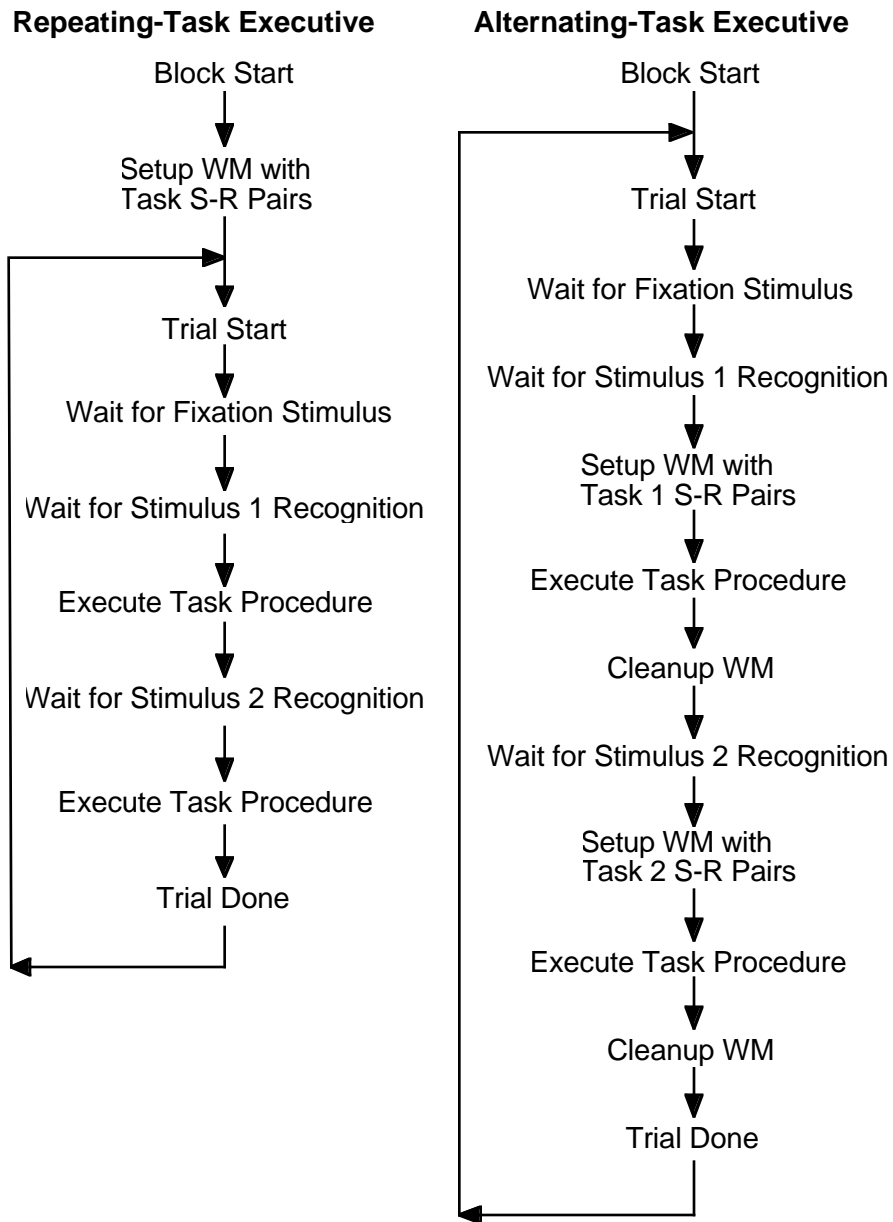 Repeating-Task Executive
Block Start
Setup WM with
Task S-R Pairs
Trial Start
Wait for Fixation Stimulus
Wait for Stimulus 1 Recognition
Execute Task Procedure
Wait for Stimulus 2 Recognition
Execute Task Procedure
Trial Done
Alternating-Task Executive
Block Start
Trial Start
Wait for Fixation Stimulus
Wait for Stimulus 1 Recognition
Setup WM with
Task 1 S-R Pairs
Execute Task Procedure
Cleanup WM
Wait for Stimulus 2 Recognition
Setup WM with
Task 2 S-R Pairs
Execute Task Procedure
Cleanup WM
Trial Done